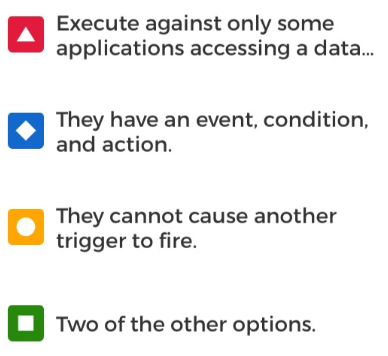 Execute against only some
applications accessing a data...
They have an event, condition,
and action.
They cannot cause another
trigger to fire.
Two of the other options.